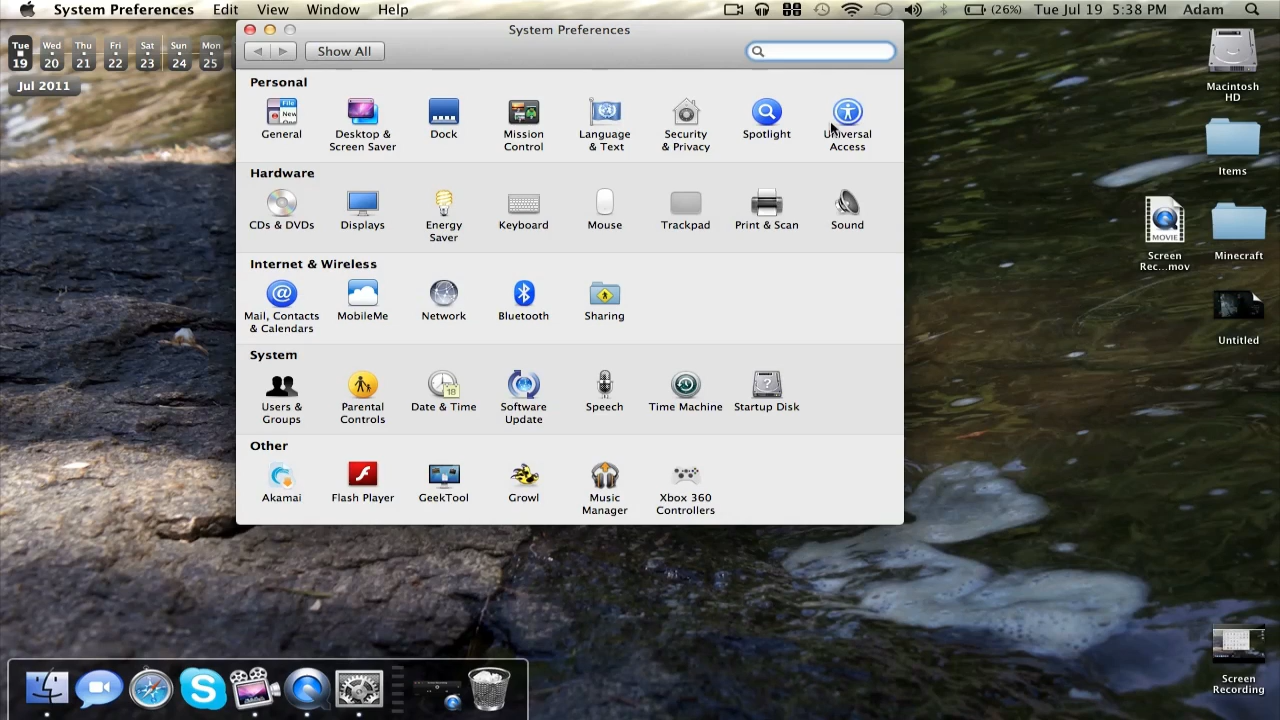 System Preferences Edit View Window Help (26%) Tue Jul 19 5:38 PM Adam
Tue Wed Thu Fri Sat Sun Mon
19 20 21 22 23 24 25
Jul 2011
System Preferences
Show All
Personal
General
Desktop &
Screen Saver
Dock
Mission
Control
Language
& Text
Security
& Privacy
Spotlight
Universal
Access
Hardware
CDs & DVDs
Displays
Energy
Saver
Keyboard
Mouse
Trackpad
Print & Scan
Sound
Internet & Wireless
Mail, Contacts
& Calendars
MobileMe
Network
Bluetooth
Sharing
System
Users &
Groups
Parental
Controls
Date & Time
Software
Update
Speech
Time Machine
Startup Disk
Other
Akamai
Flash Player
GeekTool
Growl
Music
Manager
Xbox 360
Controllers
Macintosh
HD
Items
MOVIE
Screen
Rec...mov
Minecraft
Untitled
Screen
Recording
File
New
18